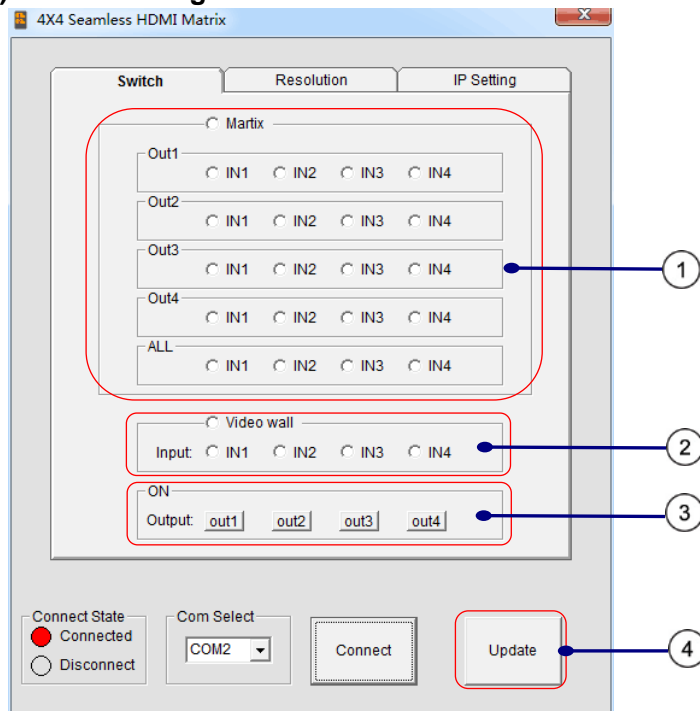 4X4 Seamless HDMI Matrix
Switch Resolution IP Setting
Martix
Out1
IN1 IN2 IN3 IN4
Out2
IN1 IN2 IN3 IN4
Out3
IN1 IN2 IN3 IN4
1
Out4
IN1 IN2 IN3 IN4
ALL
IN1 IN2 IN3 IN4
Video wall
Input: IN1 IN2 IN3 IN4
2
ON
Output: out1 out2 out3 out4
3
Connect State
Connected
Disconnect
Com Select
COM2
Connect
Update
4